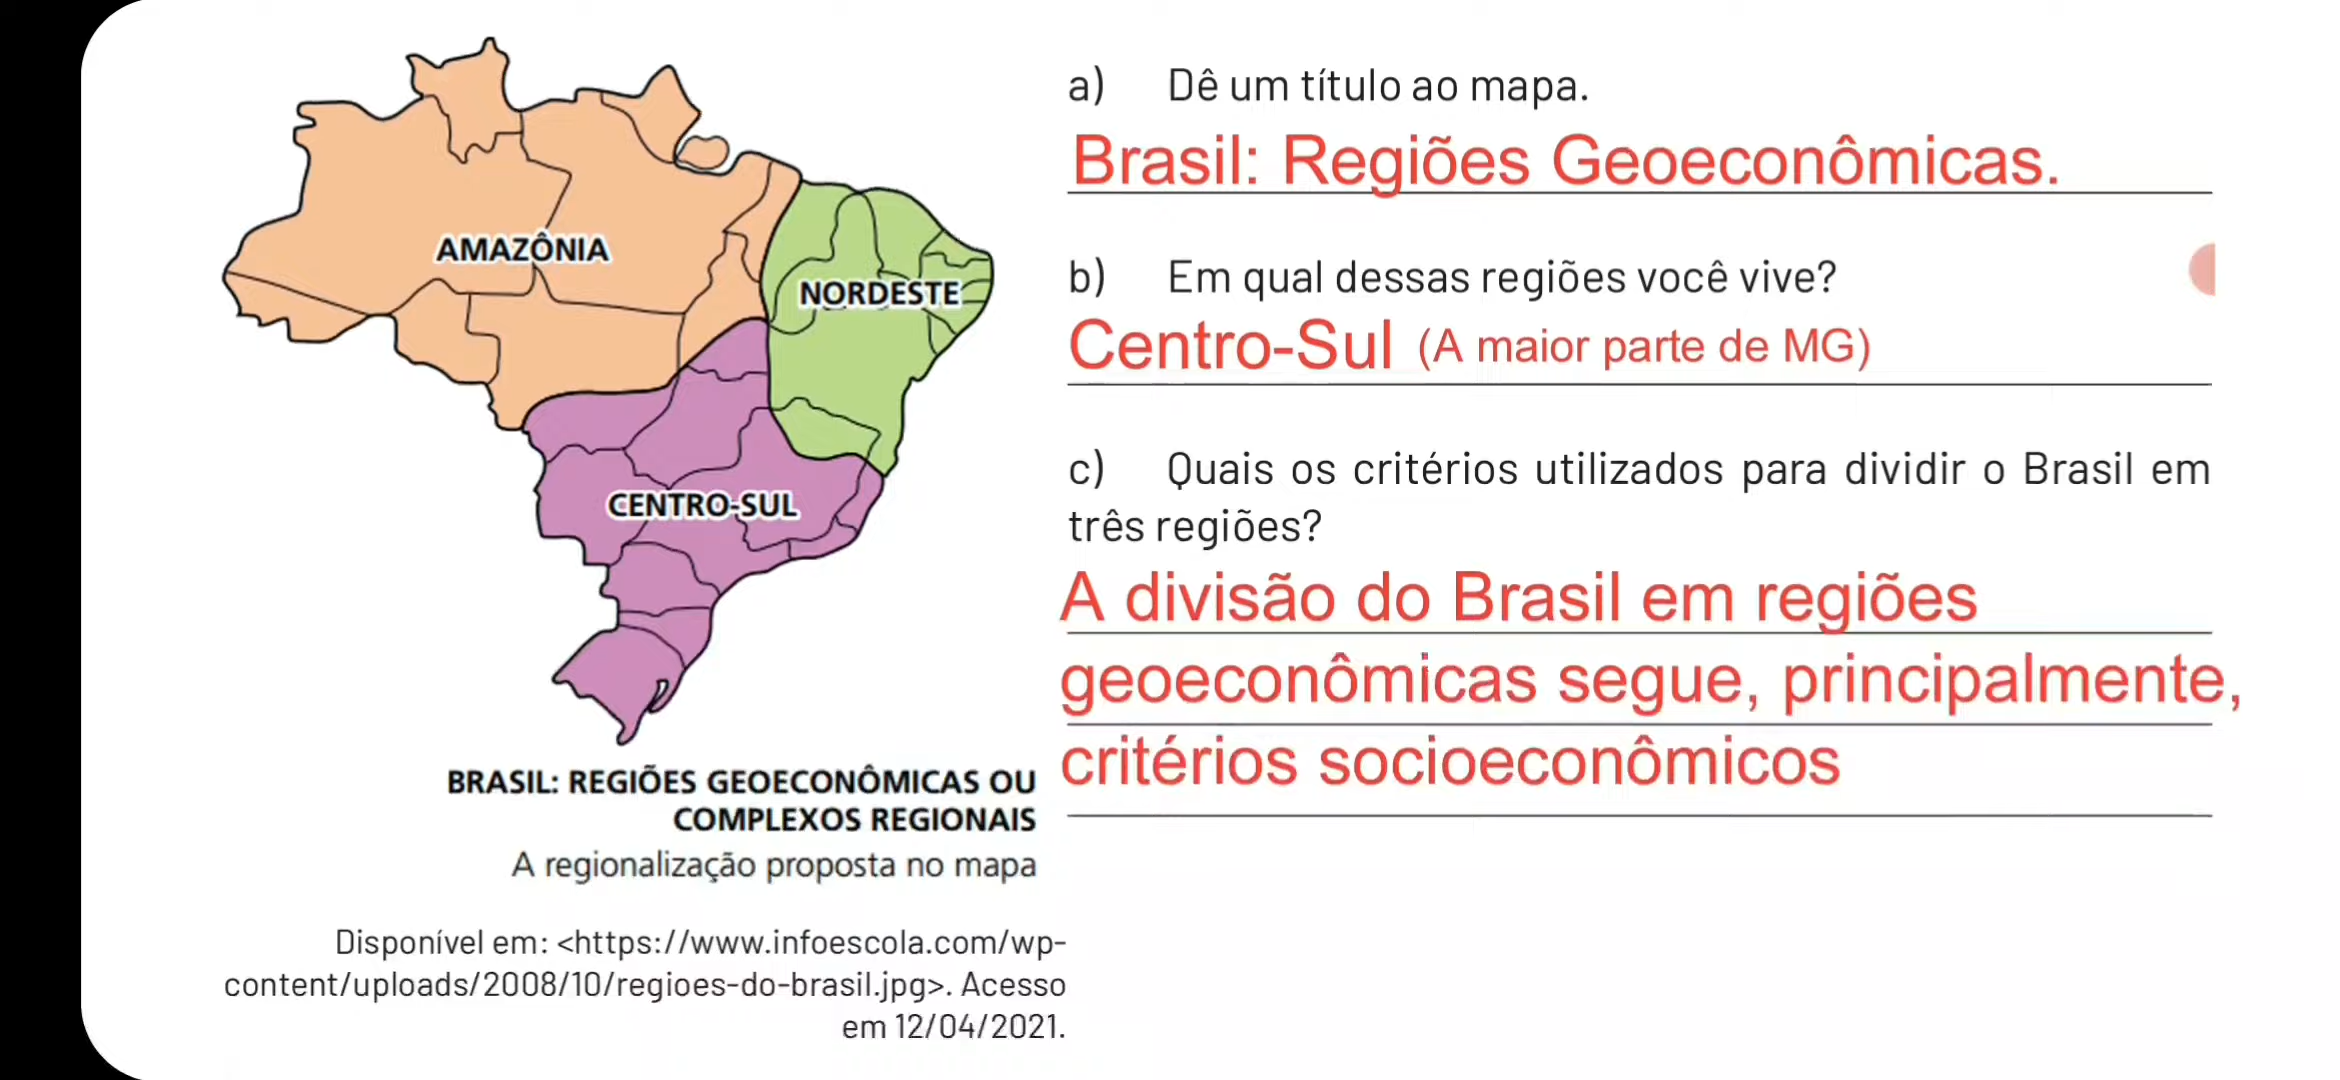 AMAZÔNIA
NORDESTE
CENTRO-SUL
BRASIL: REGIÕES GEOECONÔMICAS OU
COMPLEXOS REGIONAIS
A regionalização proposta no mapa
Disponível em: <https://www.infoescola.com/wp-
content/uploads/2008/10/regioes-do-brasil.jpg>. Acesso
em 12/04/2021.
a) Dê um título ao mapa.
Brasil: Regiões Geoeconômicas.
b) Em qual dessas regiões você vive?
Centro-Sul (A maior parte de MG)
c) Quais os critérios utilizados para dividir o Brasil em
três regiões?
A divisão do Brasil em regiões
geoeconômicas segue, principalmente,
critérios socioeconômicos